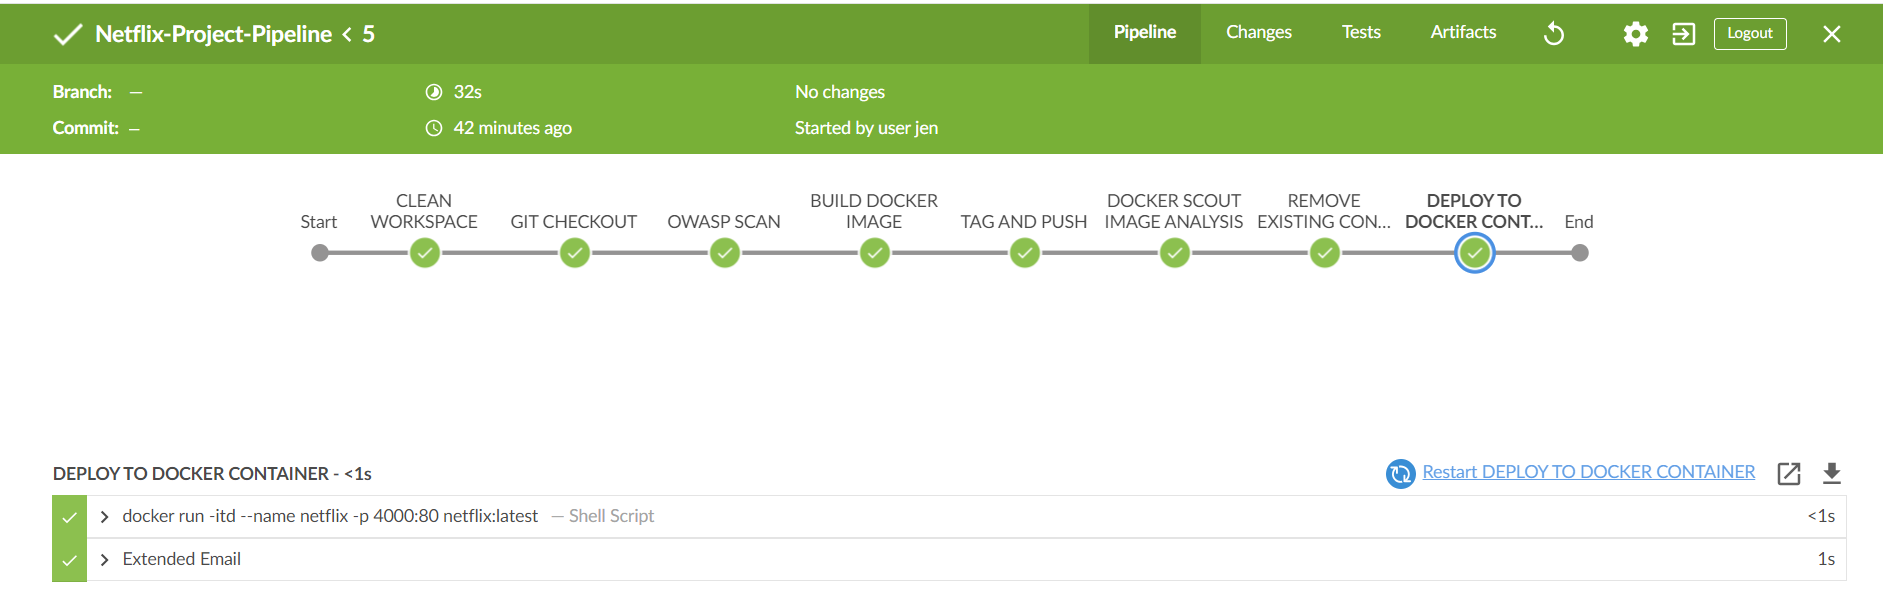 Netflix-Project-Pipeline < 5
Pipeline
Changes
Tests
Artifacts
Logout
Branch: —
32s
No changes
Commit: —
42 minutes ago
Started by user jen
Start
CLEAN
WORKSPACE
GIT CHECKOUT
OWASP SCAN
BUILD DOCKER
IMAGE
TAG AND PUSH
DOCKER SCOUT
IMAGE ANALYSIS
REMOVE
EXISTING CON...
DEPLOY TO
DOCKER CONT...
End
DEPLOY TO DOCKER CONTAINER - <1s
Restart DEPLOY TO DOCKER CONTAINER
docker run -itd --name netflix -p 4000:80 netflix:latest — Shell Script
<1s
Extended Email
1s